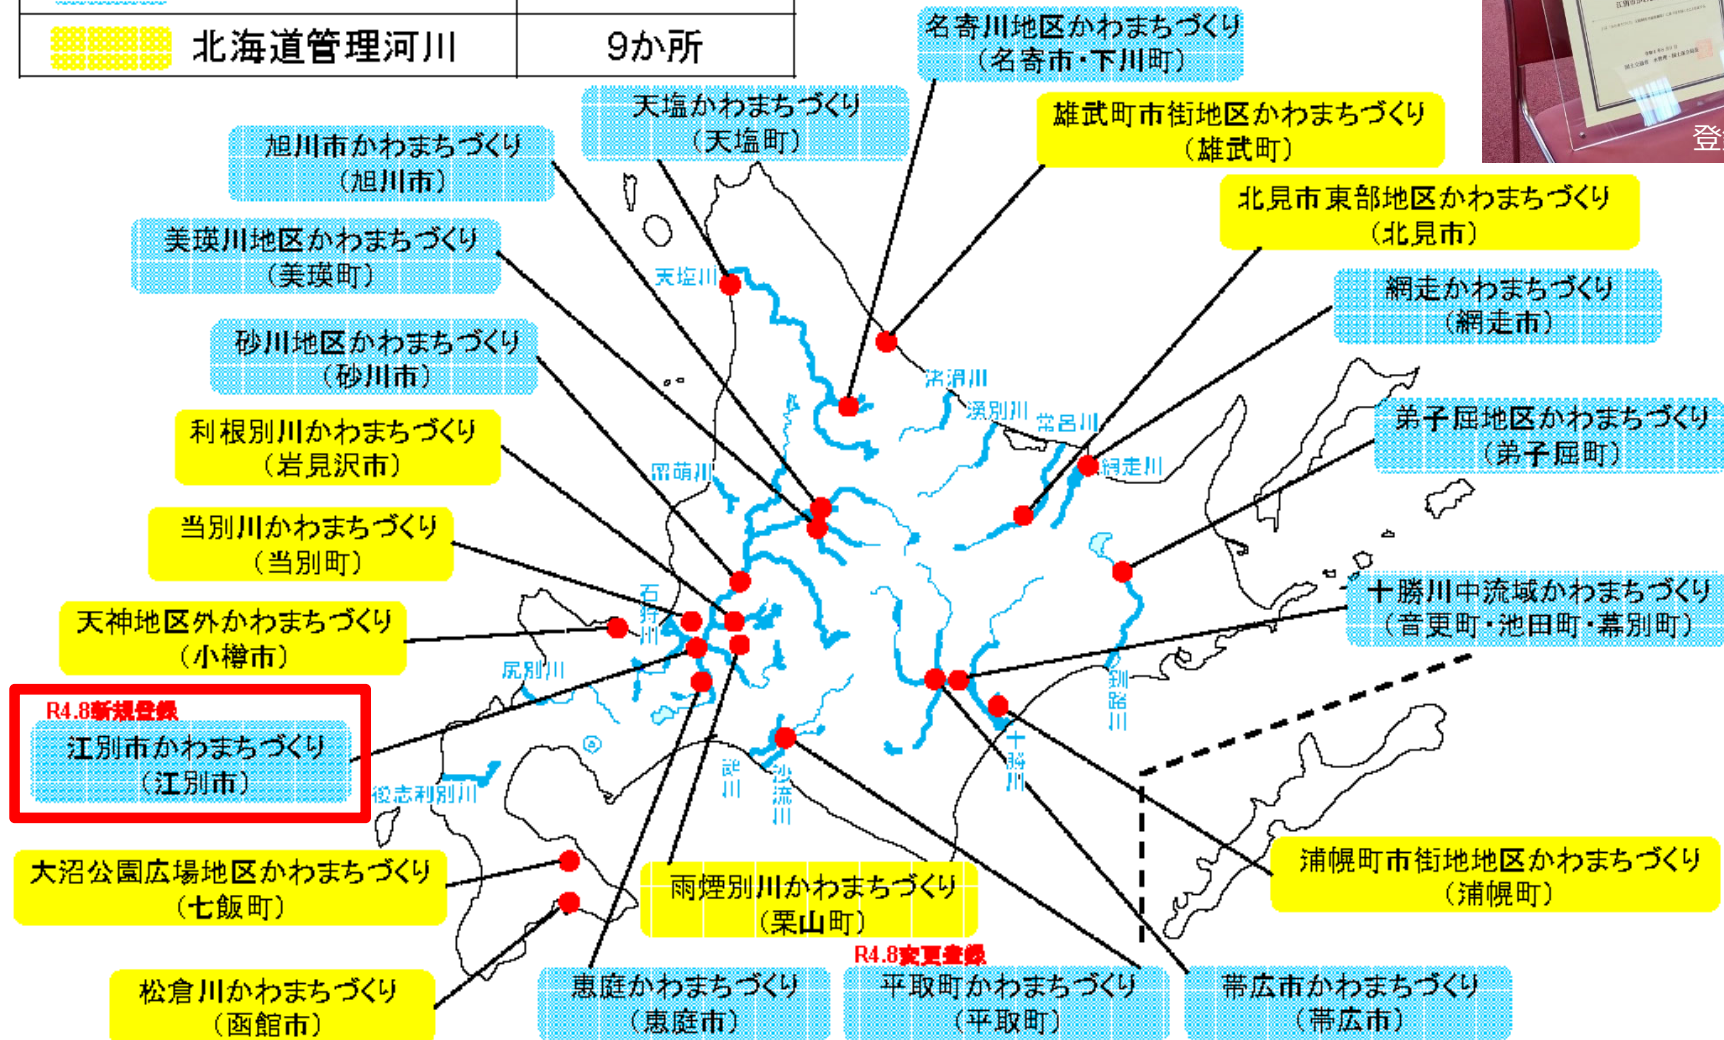 北海道管理河川 9か所
名寄川地区かわまちづくり
(名寄市・下川町)
天塩かわまちづくり
(天塩町)
雄武町市街地区かわまちづくり
(雄武町)
旭川市かわまちづくり
(旭川市)
北見市東部地区かわまちづくり
(北見市)
美瑛川地区かわまちづくり
(美瑛町)
網走かわまちづくり
(網走市)
砂川地区かわまちづくり
(砂川市)
弟子屈地区かわまちづくり
(弟子屈町)
利根別川かわまちづくり
(岩見沢市)
当別川かわまちづくり
(当別町)
十勝川中流域かわまちづくり
(音更町・池田町・幕別町)
天神地区外かわまちづくり
(小樽市)
R4.8新規登録
江別市かわまちづくり
(江別市)
大沼公園広場地区かわまちづくり
(七飯町)
雨煙別川かわまちづくり
(栗山町)
浦幌町市街地地区かわまちづくり
(浦幌町)
松倉川かわまちづくり
(函館市)
恵庭かわまちづくり
(恵庭市)
R4.8変更登録
平取町かわまちづくり
(平取町)
帯広市かわまちづくり
(帯広市)
天塩川
渚滑川
湧別川
常呂川
網走川
留萌川
石狩川
尻別川
後志利別川
鵡川
沙流川
十勝川
釧路川
登